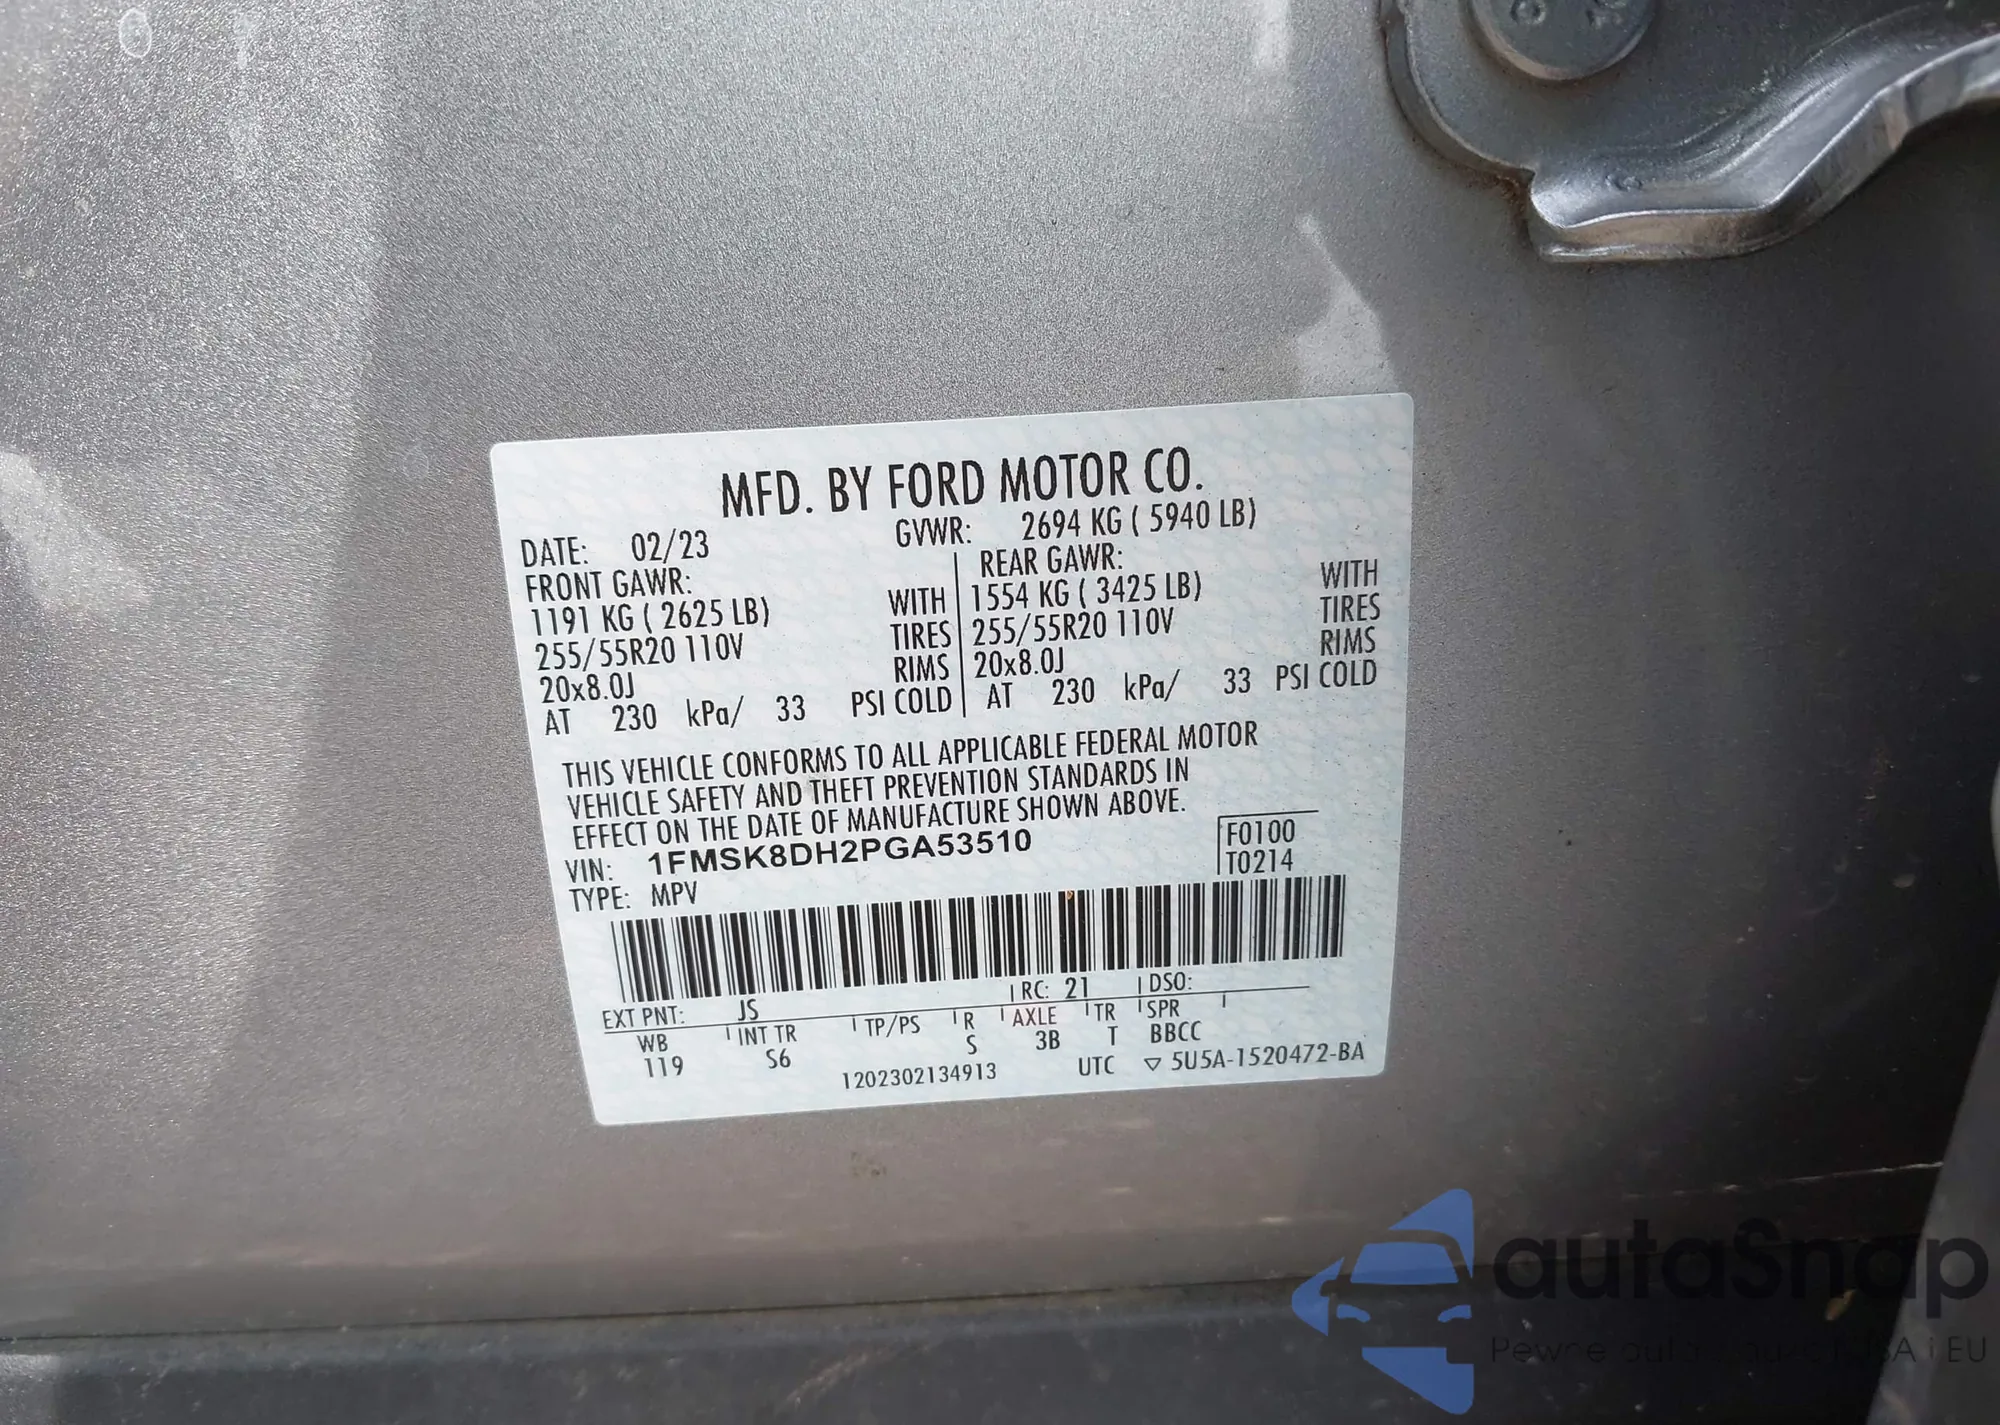 MFD. BY FORD MOTOR CO.
DATE: 02/23 GVWR: 2694 KG ( 5940 LB)
FRONT GAWR: REAR GAWR:
1191 KG ( 2625 LB) WITH 1554 KG ( 3425 LB) WITH
255/55R20 110V TIRES 255/55R20 110V TIRES
20x8.0J RIMS 20x8.0J RIMS
AT 230 kPa/ 33 PSI COLD AT 230 kPa/ 33 PSI COLD
THIS VEHICLE CONFORMS TO ALL APPLICABLE FEDERAL MOTOR
VEHICLE SAFETY AND THEFT PREVENTION STANDARDS IN
EFFECT ON THE DATE OF MANUFACTURE SHOWN ABOVE.
VIN: 1FMSK8DH2PGA53510 F0100
TYPE: MPV T0214
EXT PNT: JS RC: 21 DSO:
WB INT TR TP/PS R AXLE TR SPR
119 S6 S 3B T BBCC
1202302134913 UTC ▽ 5U5A-1520472-BA
autaSnap
Pewne auta USA i EU